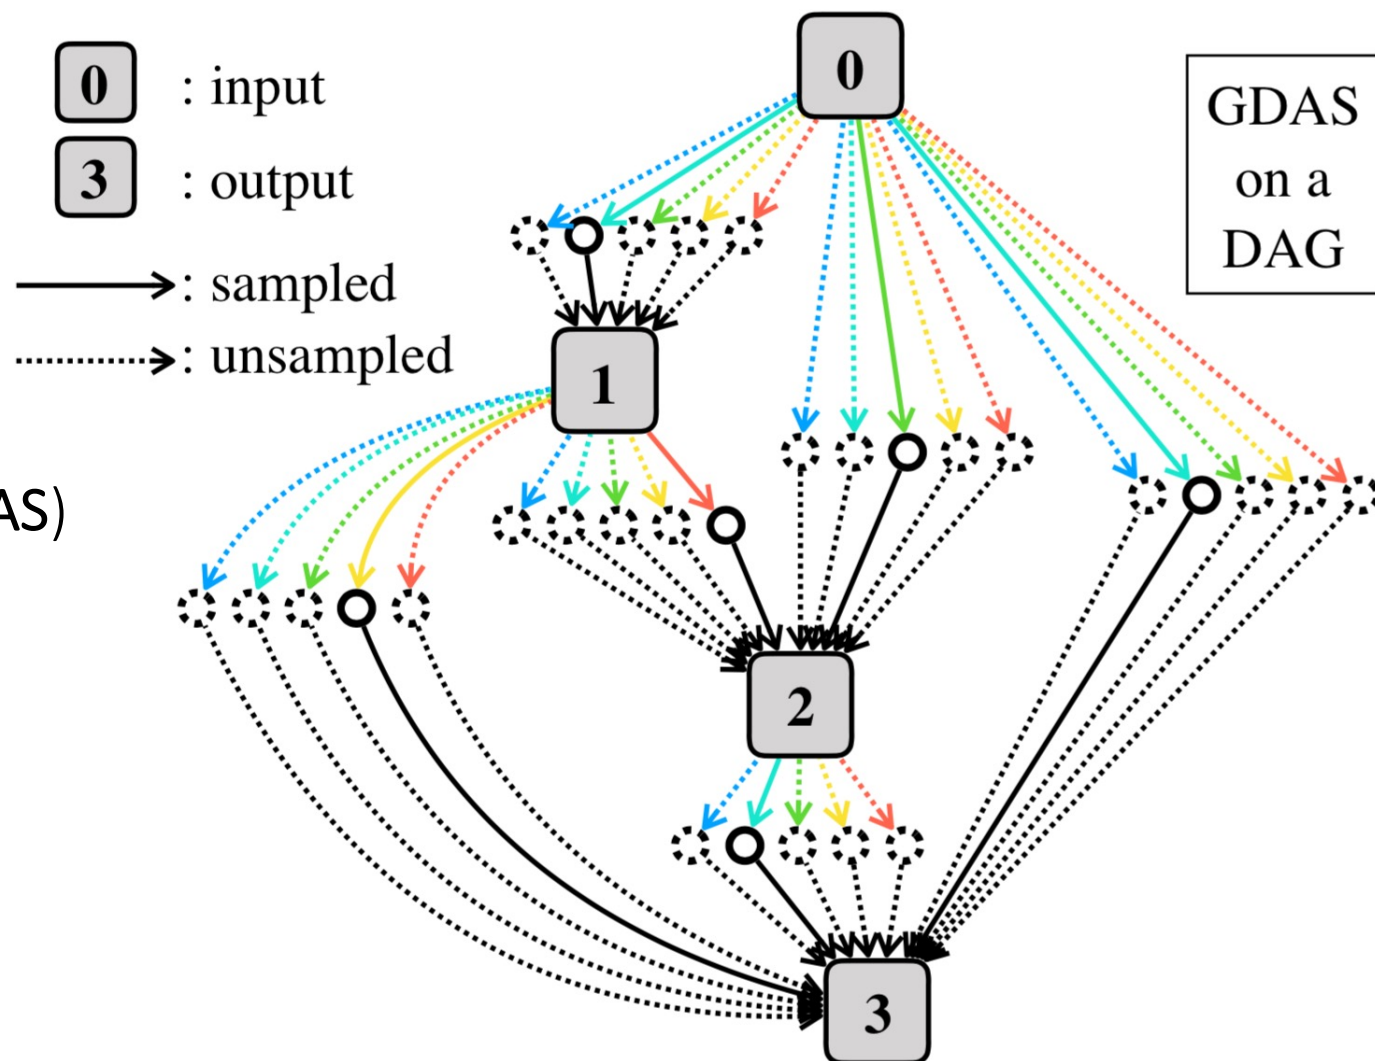 0 : input
3 : output
: sampled
: unsampled
AS)
0
GDAS
on a
DAG
1
2
3